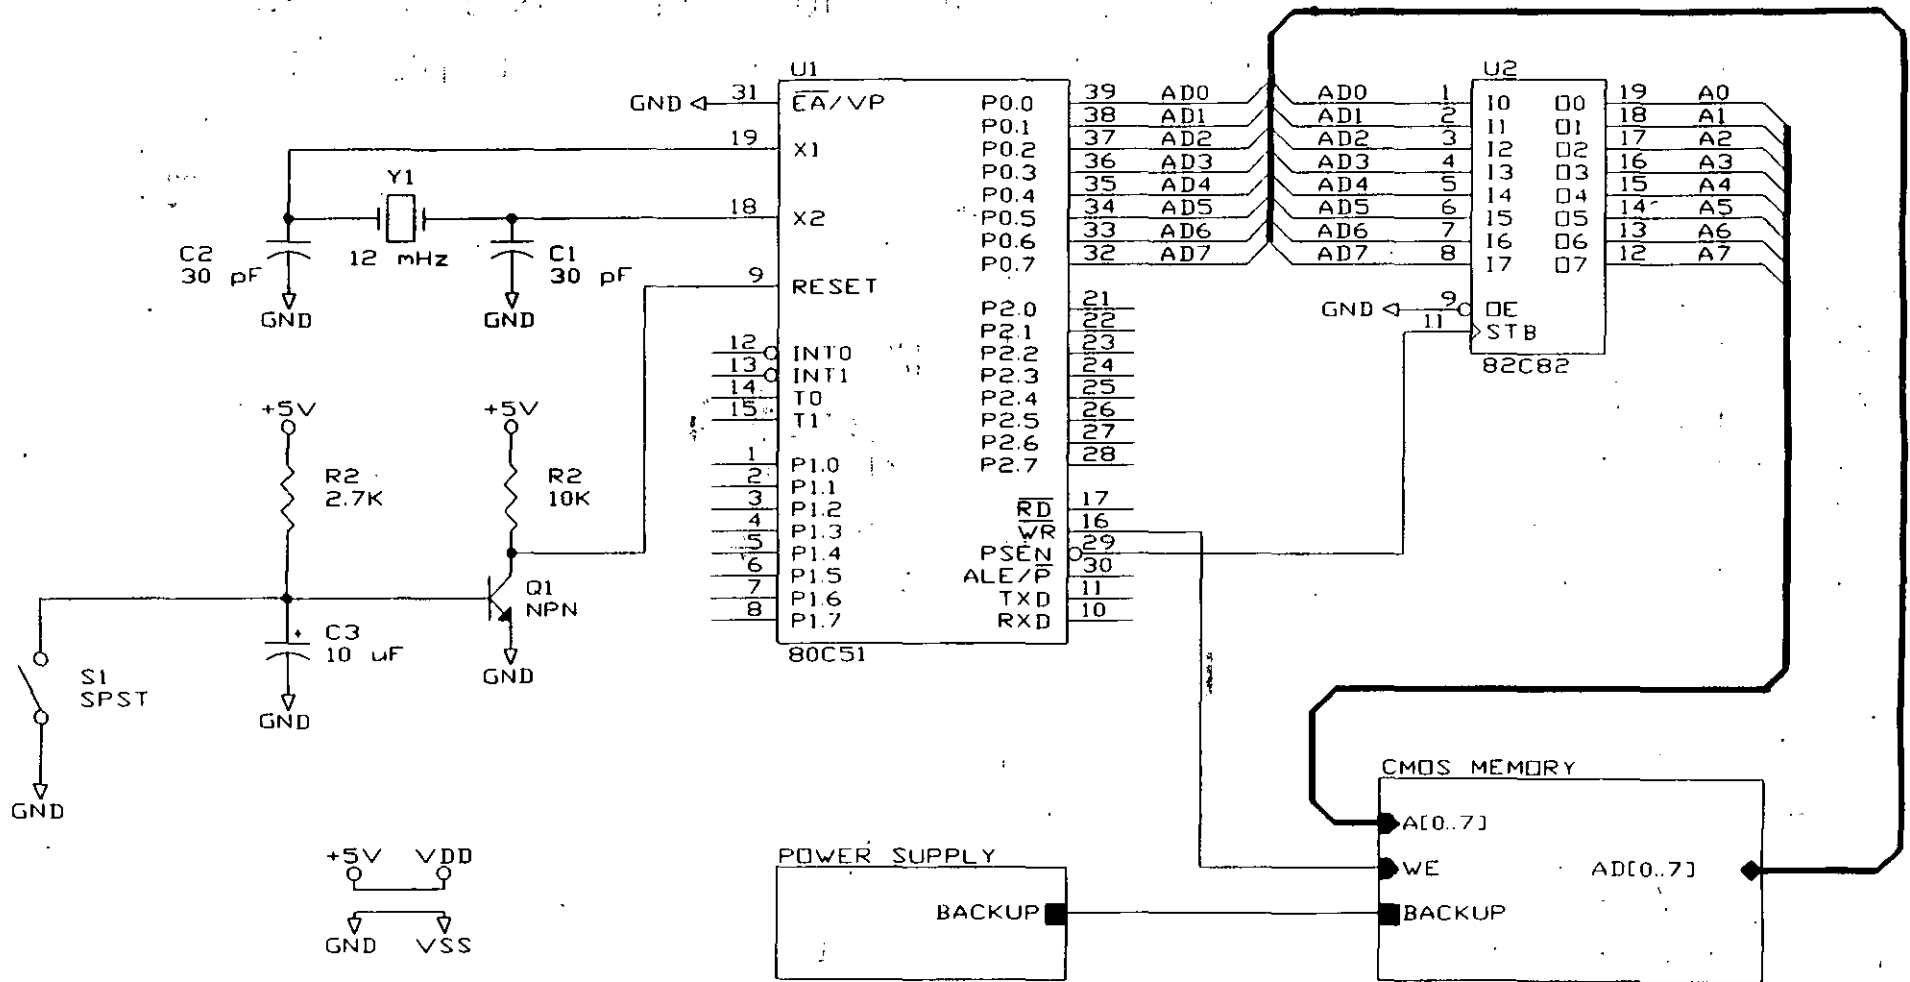 U1
GND
31
EA/VP
19
X1
18
X2
9
RESET
12
INT0
13
INT1
14
T0
15
T1
1
P1.0
2
P1.1
3
P1.2
4
P1.3
5
P1.4
6
P1.5
7
P1.6
8
P1.7
P0.0 39 AD0
P0.1 38 AD1
P0.2 37 AD2
P0.3 36 AD3
P0.4 35 AD4
P0.5 34 AD5
P0.6 33 AD6
P0.7 32 AD7
P2.0 21
P2.1 22
P2.2 23
P2.3 24
P2.4 25
P2.5 26
P2.6 27
P2.7 28
RD 17
WR 16
PSEN 29
ALE/P 30
TXD 11
RXD 10
80C51
U2
AD0 1 I0 O0 19 A0
AD1 2 I1 O1 18 A1
AD2 3 I2 O2 17 A2
AD3 4 I3 O3 16 A3
AD4 5 I4 O4 15 A4
AD5 6 I5 O5 14 A5
AD6 7 I6 O6 13 A6
AD7 8 I7 O7 12 A7
GND 9 OE
11 STB
82C82
Y1
12 mHz
C2
30 pF
GND
C1
30 pF
GND
+5V
R2
2.7K
+5V
R2
10K
Q1
NPN
GND
C3
+
10 uF
GND
S1
SPST
GND
+5V VDD
GND VSS
POWER SUPPLY
BACKUP
CMOS MEMORY
A[0..7]
WE
AD[0..7]
BACKUP